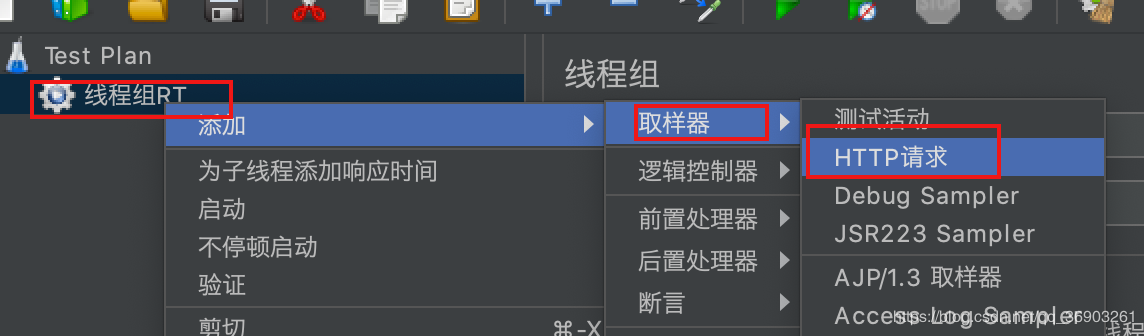 STOP
Test Plan
线程组RT
线程组
添加
为子线程添加响应时间
启动
不停顿启动
验证
剪切
⌘-X
取样器
逻辑控制器
前置处理器
后置处理器
断言
测试活动
HTTP请求
Debug Sampler
JSR223 Sampler
AJP/1.3 取样器
Access Log Sampler
https://blog.csdn.net/qq_36903261
线程